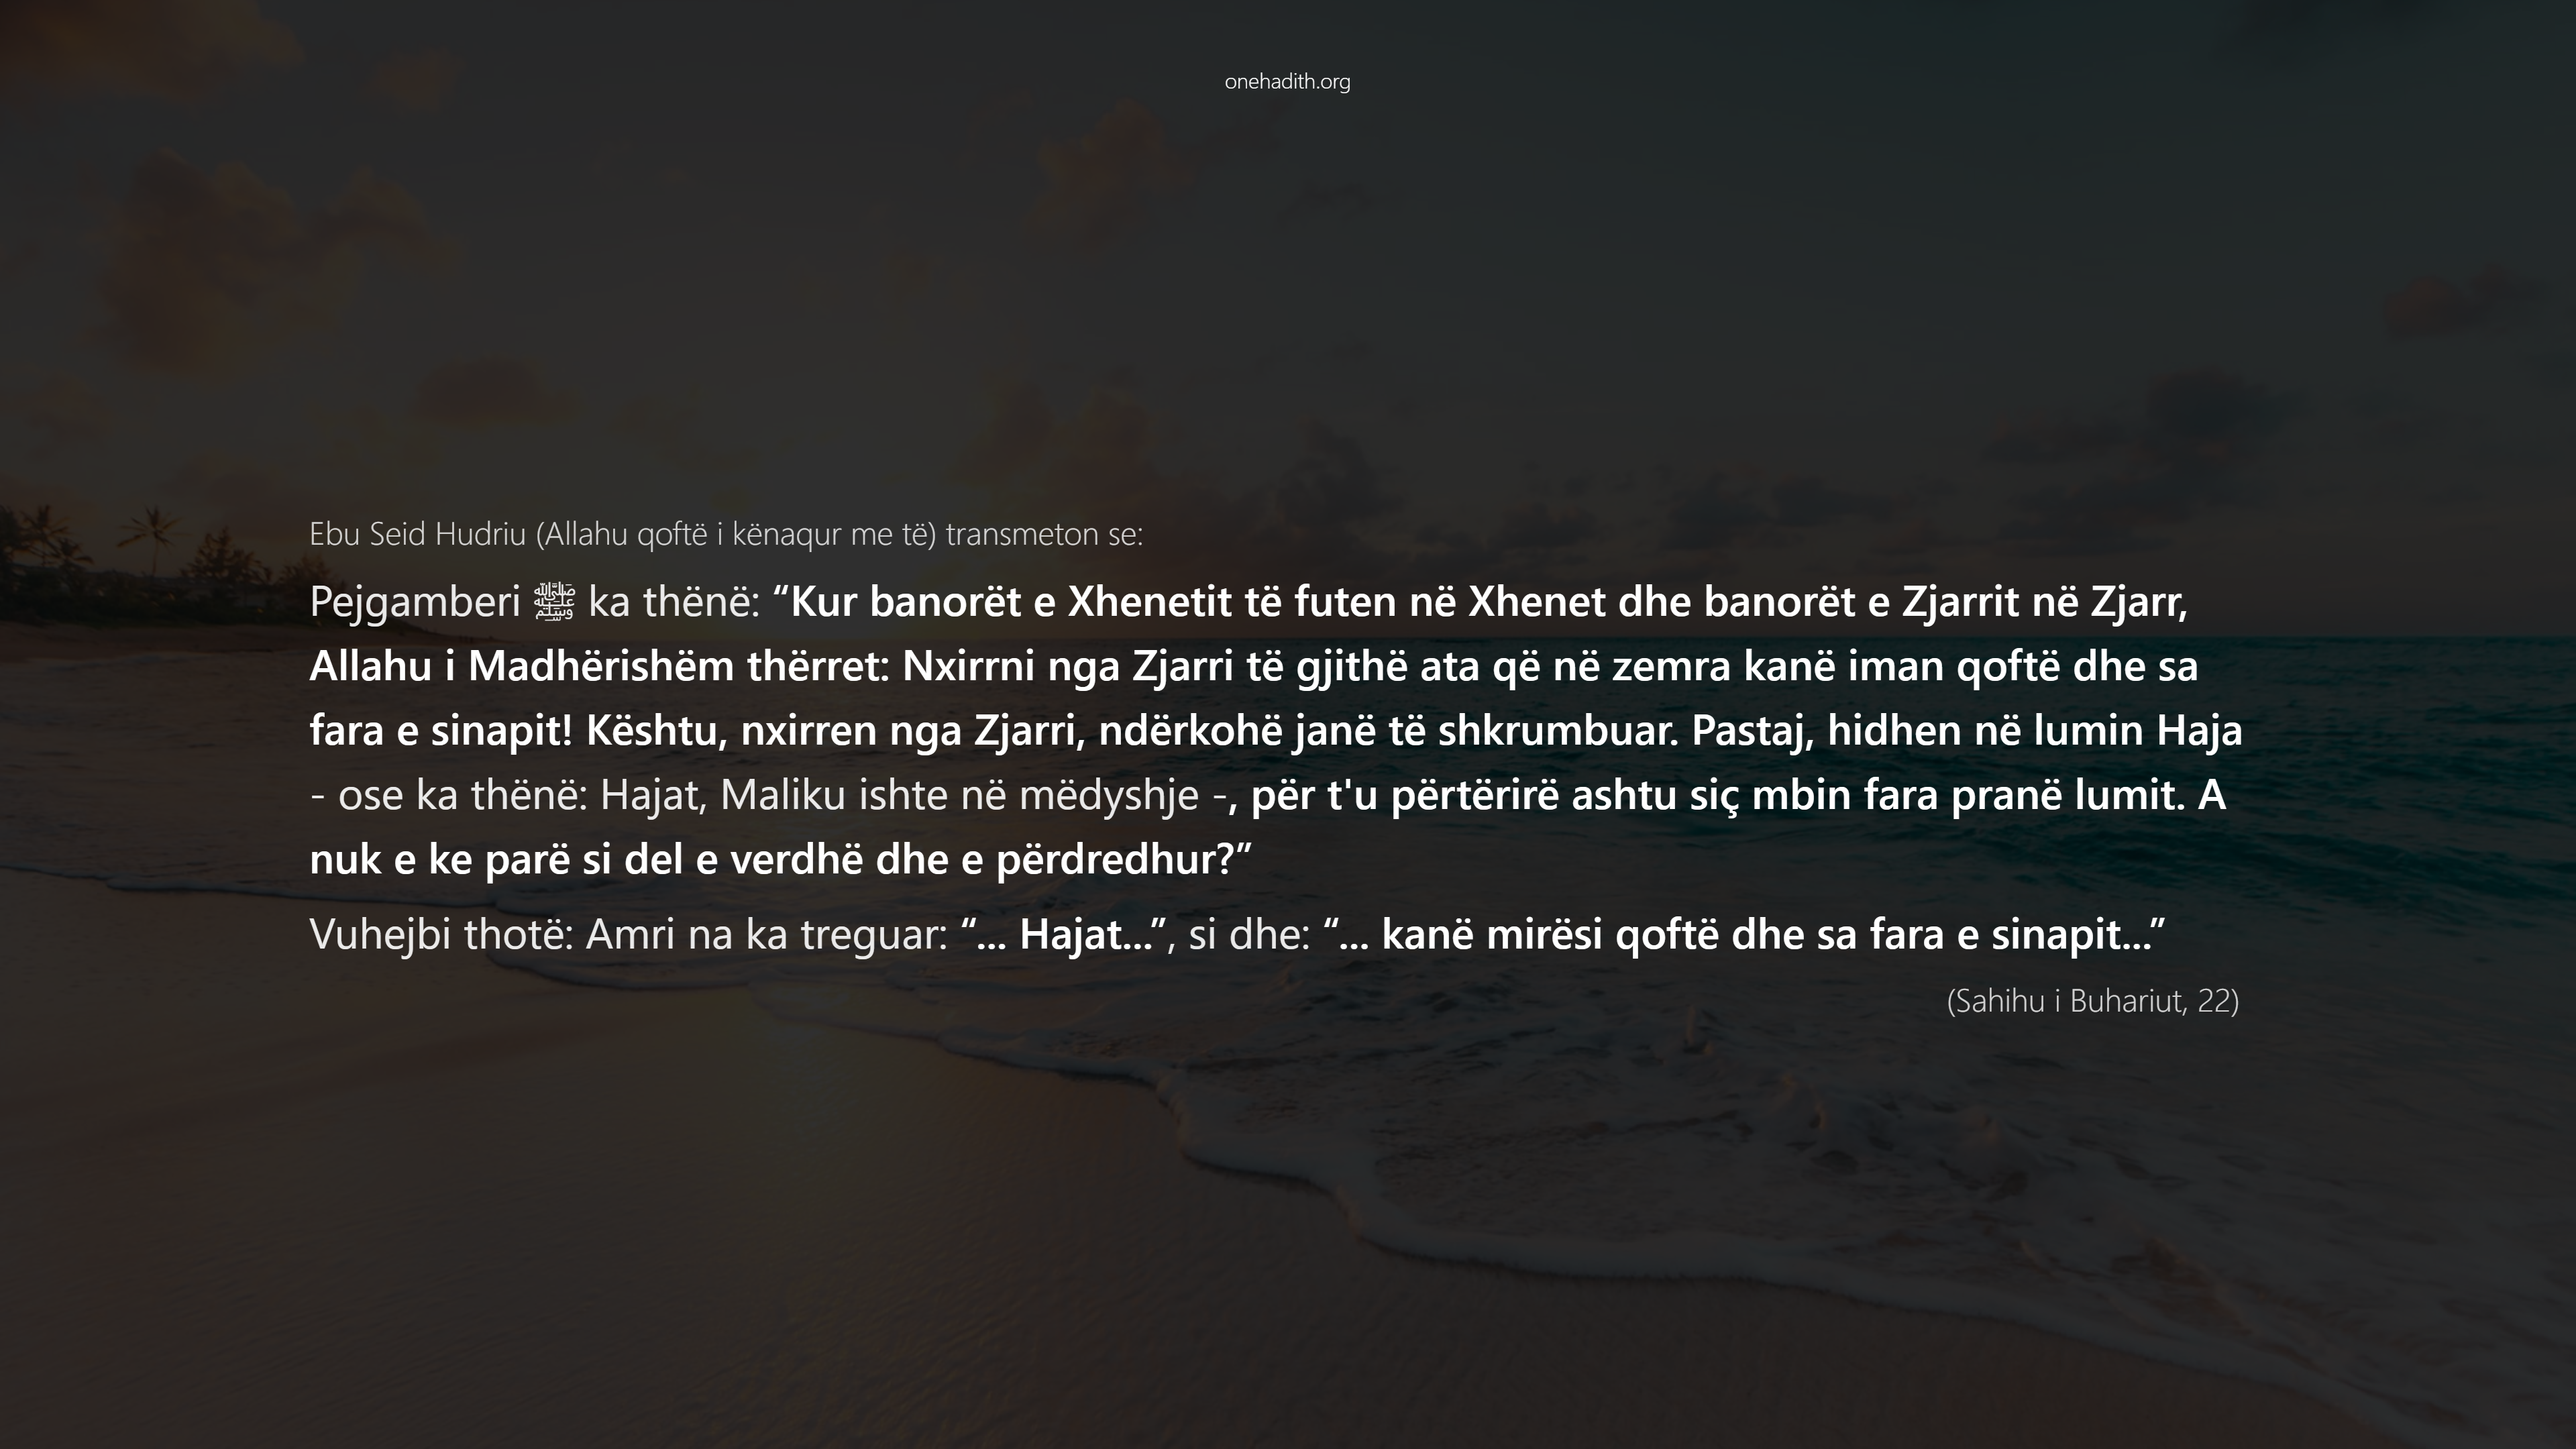 onehadith.org
Ebu Seid Hudriu (Allahu qoftë i kënaqur me të) transmeton se:
Pejgamberi ﷺ ka thënë: “Kur banorët e Xhenetit të futen në Xhenet dhe banorët e Zjarrit në Zjarr,
Allahu i Madhërishëm thërret: Nxirrni nga Zjarri të gjithë ata që në zemra kanë iman qoftë dhe sa
fara e sinapit! Kështu, nxirren nga Zjarri, ndërkohë janë të shkrumbuar. Pastaj, hidhen në lumin Haja
- ose ka thënë: Hajat, Maliku ishte në mëdyshje -, për t'u përtërirë ashtu siç mbin fara pranë lumit. A
nuk e ke parë si del e verdhë dhe e përdredhur?”
Vuhejbi thotë: Amri na ka treguar: “... Hajat...”, si dhe: “... kanë mirësi qoftë dhe sa fara e sinapit...”
(Sahihu i Buhariut, 22)